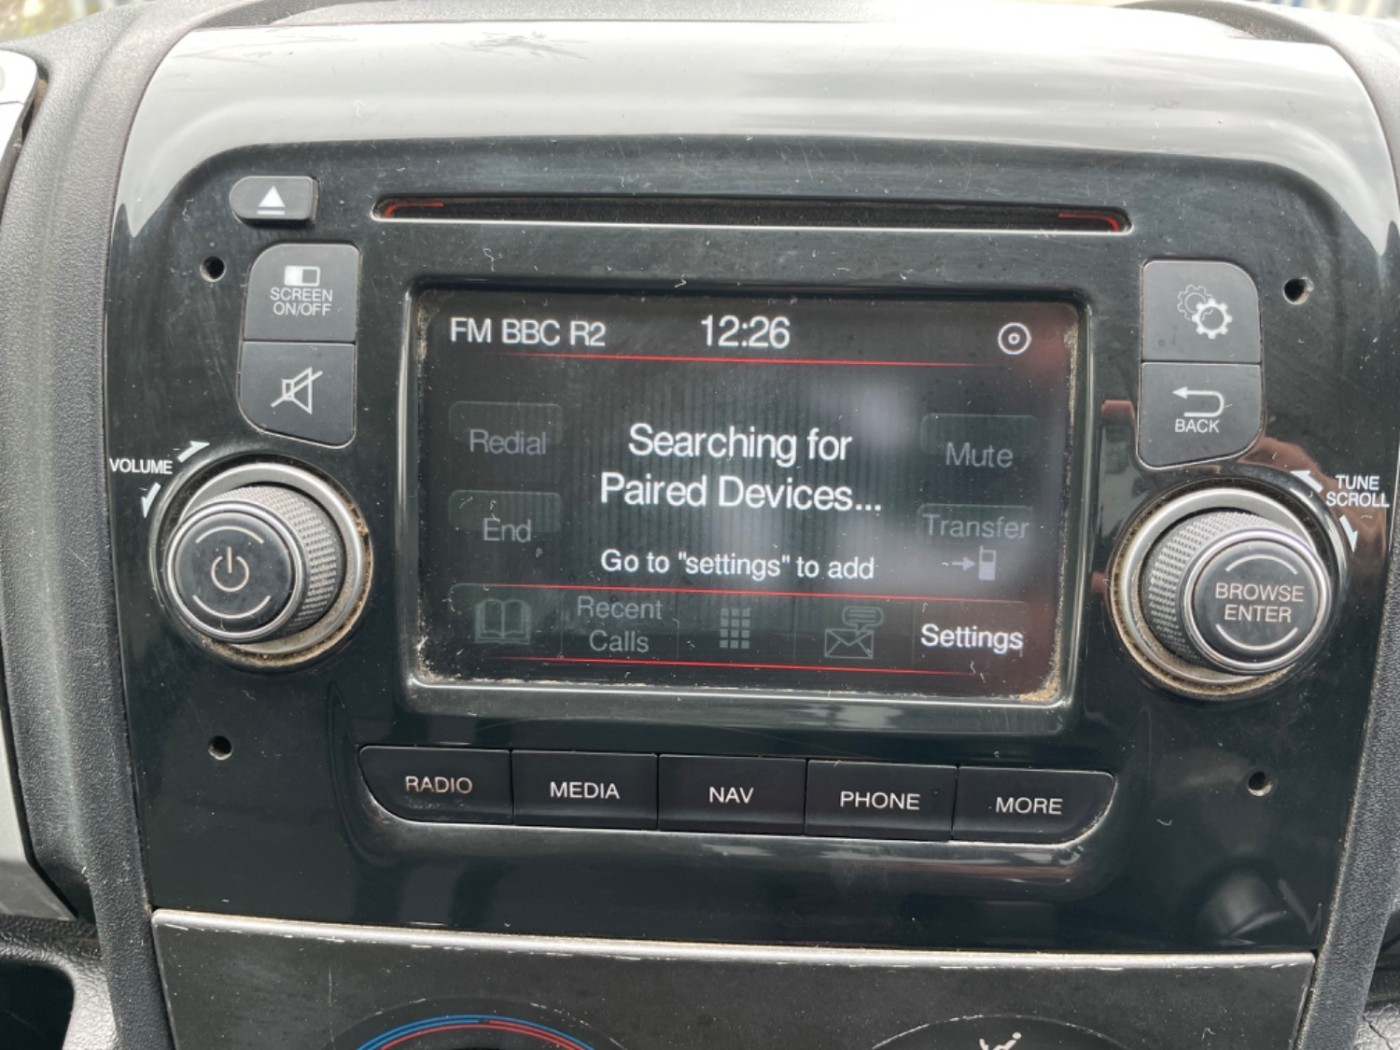 SCREEN
ON/OFF
VOLUME
FM BBC R2
12:26
Redial
End
Searching for
Paired Devices...
Go to "settings" to add
Mute
Transfer
Recent
Calls
Settings
BACK
TUNE
SCROLL
BROWSE
ENTER
RADIO
MEDIA
NAV
PHONE
MORE